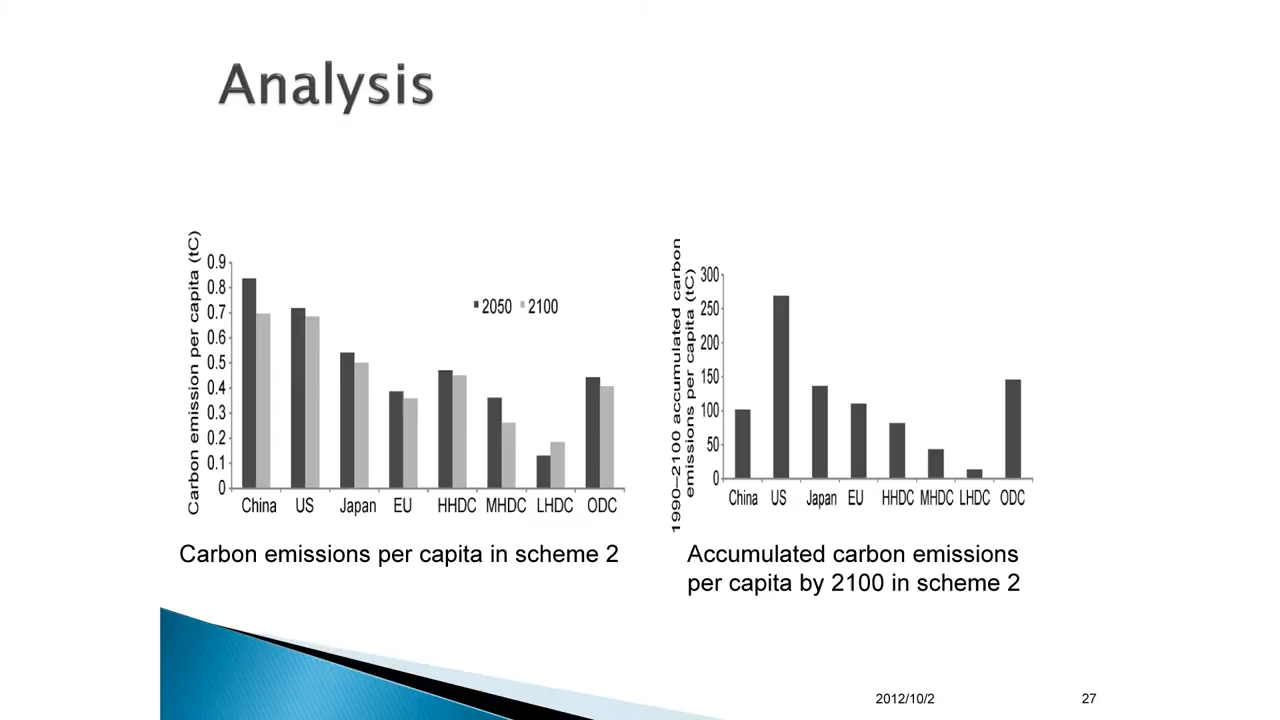 Analysis
Carbon emission per capita (tC)
0.9
0.8
0.7
0.6
0.5
0.4
0.3
0.2
0.1
0
2050 2100
China US Japan EU HHDC MHDC LHDC ODC
Carbon emissions per capita in scheme 2
1990–2100 accumulated carbon
emissions per capita (tC)
300
250
200
150
100
50
0
China US Japan EU HHDC MHDC LHDC ODC
Accumulated carbon emissions
per capita by 2100 in scheme 2
2012/10/2 27